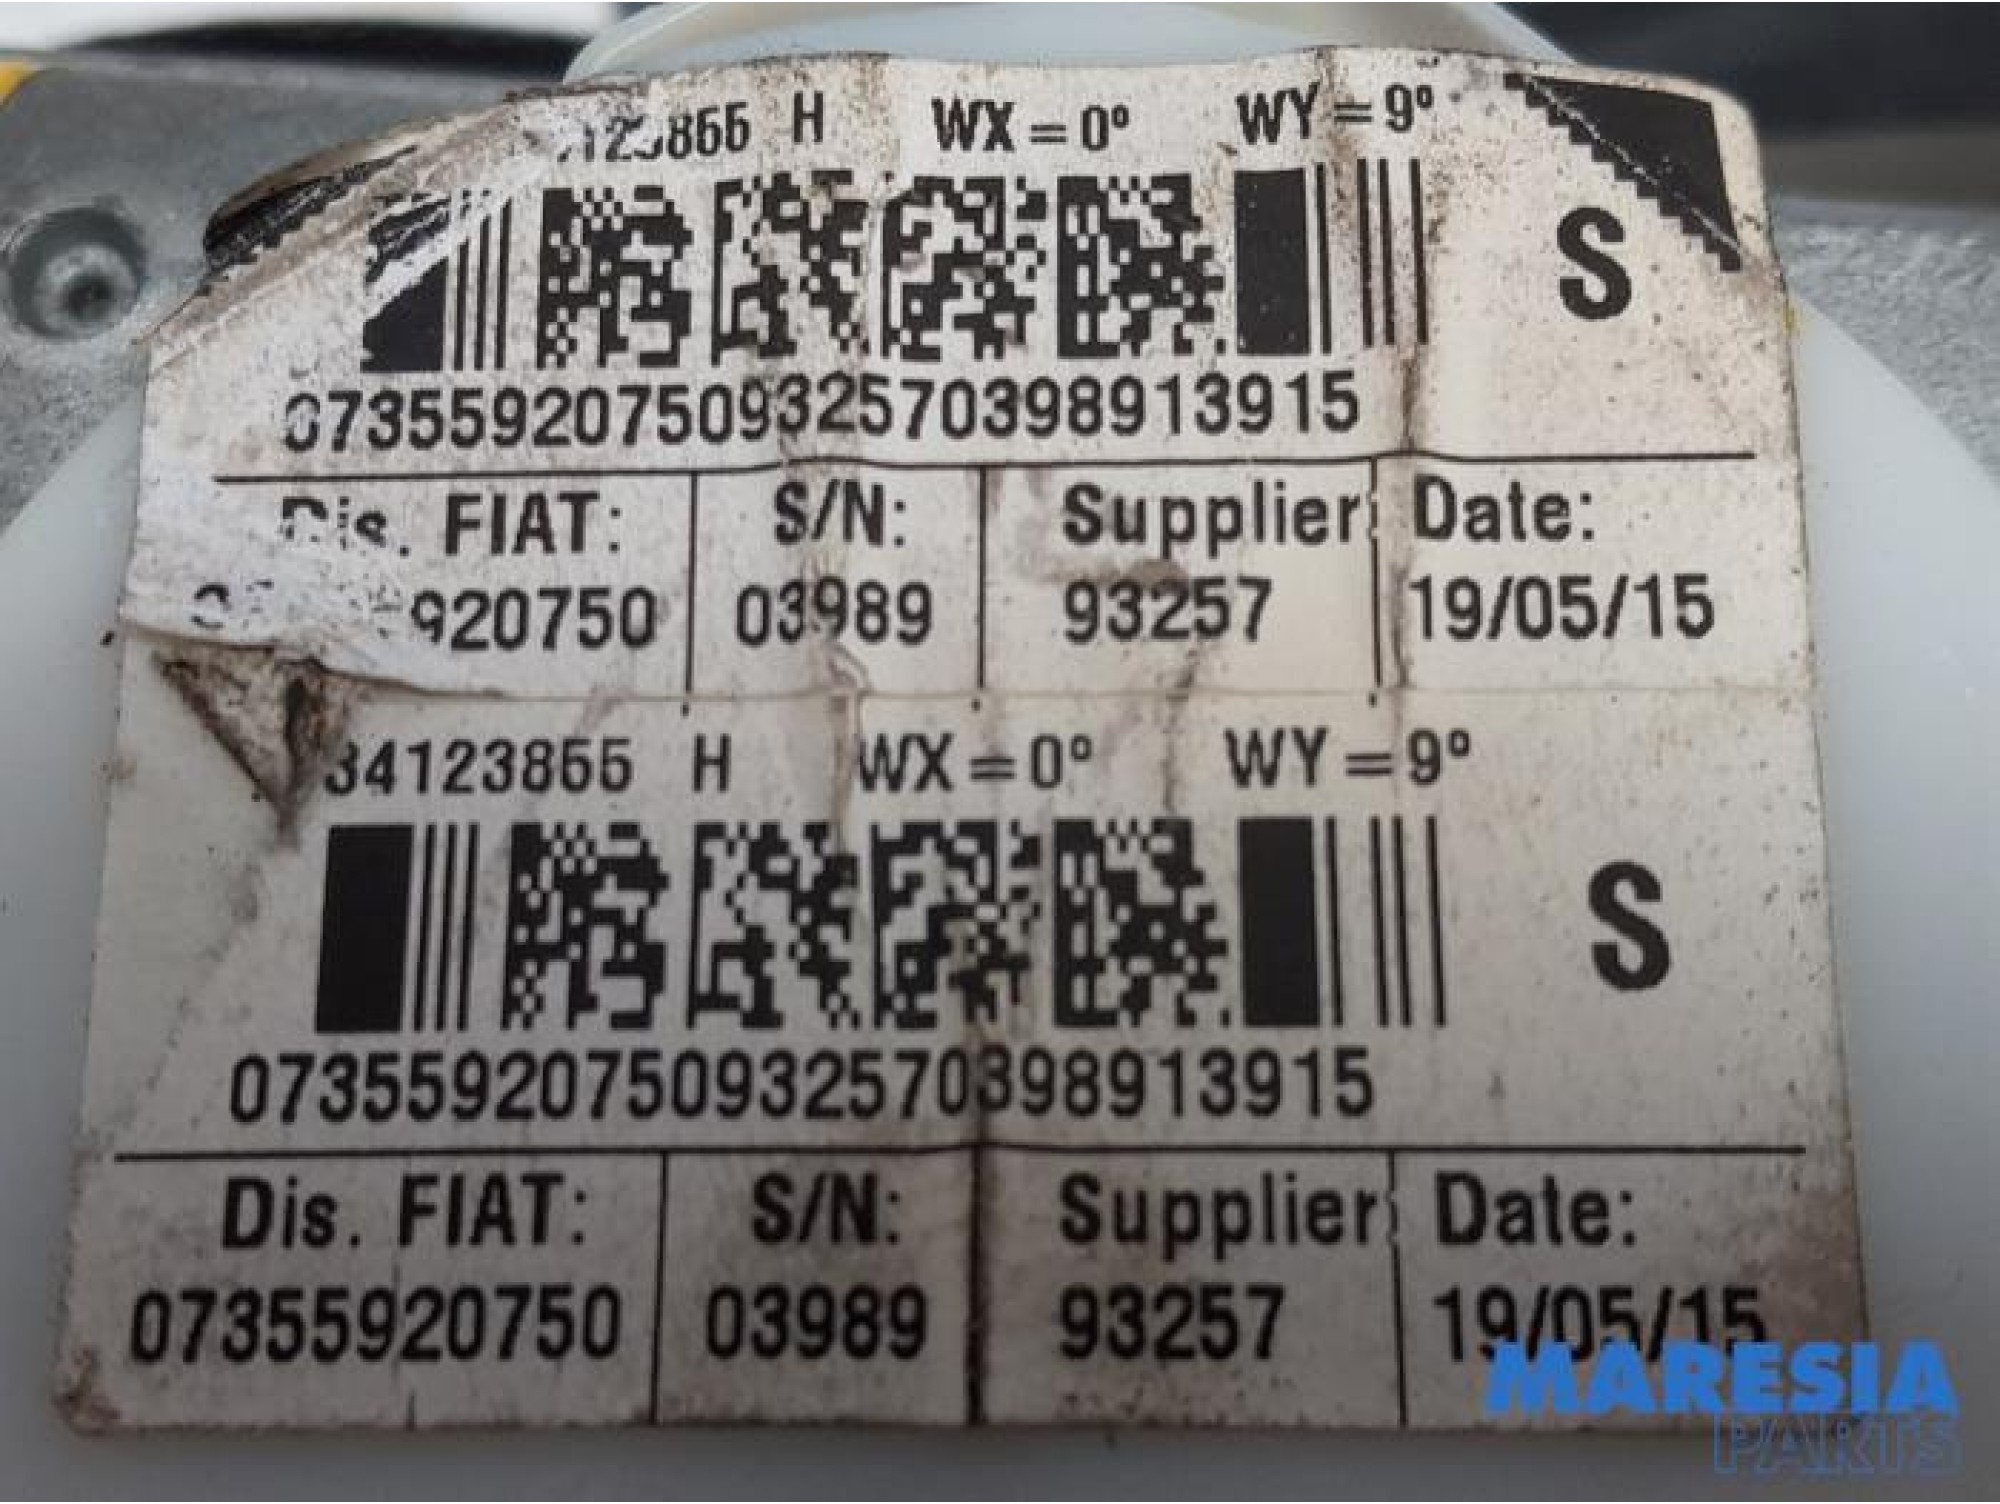 H WX=0° WY=9°
S
07355920750932570398913915
Dis. FIAT: S/N: Supplier: Date:
920750 03989 93257 19/05/15
34123866 H WX=0° WY=9°
S
07355920750932570398913915
Dis. FIAT: S/N: Supplier: Date:
07355920750 03989 93257 19/05/15
MARESIA
PARTS